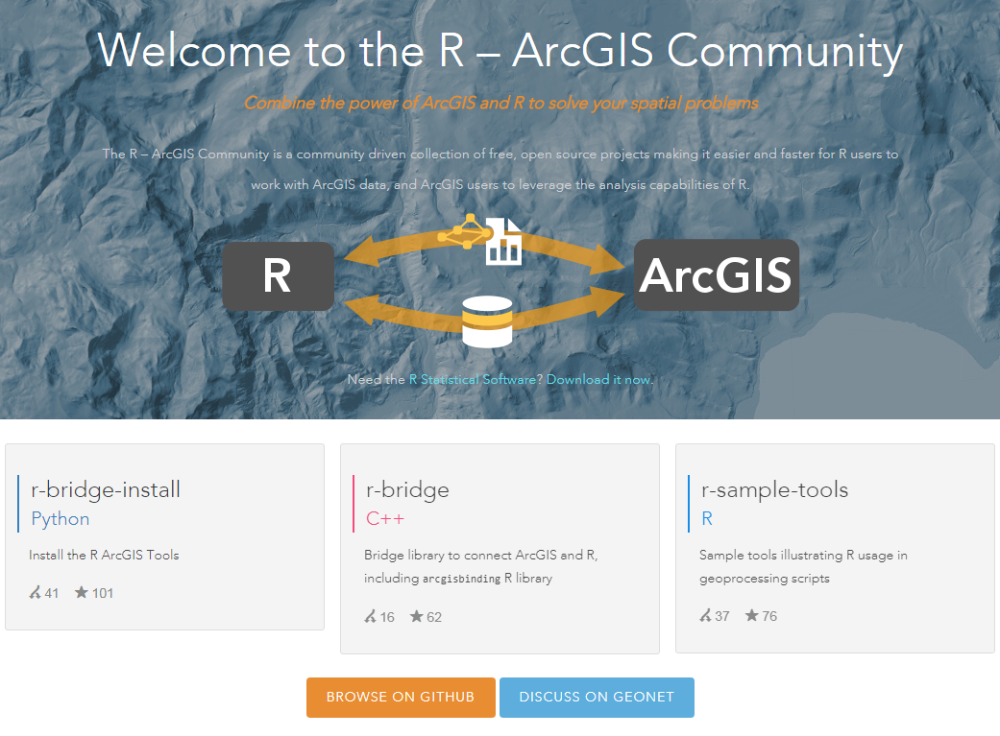 Welcome to the R – ArcGIS Community
Combine the power of ArcGIS and R to solve your spatial problems
The R – ArcGIS Community is a community driven collection of free, open source projects making it easier and faster for R users to
work with ArcGIS data, and ArcGIS users to leverage the analysis capabilities of R.
R
ArcGIS
Need the R Statistical Software? Download it now.
r-bridge-install
Python
Install the R ArcGIS Tools
41 101
r-bridge
C++
Bridge library to connect ArcGIS and R,
including arcgisbinding R library
16 62
r-sample-tools
R
Sample tools illustrating R usage in
geoprocessing scripts
37 76
BROWSE ON GITHUB
DISCUSS ON GEONET